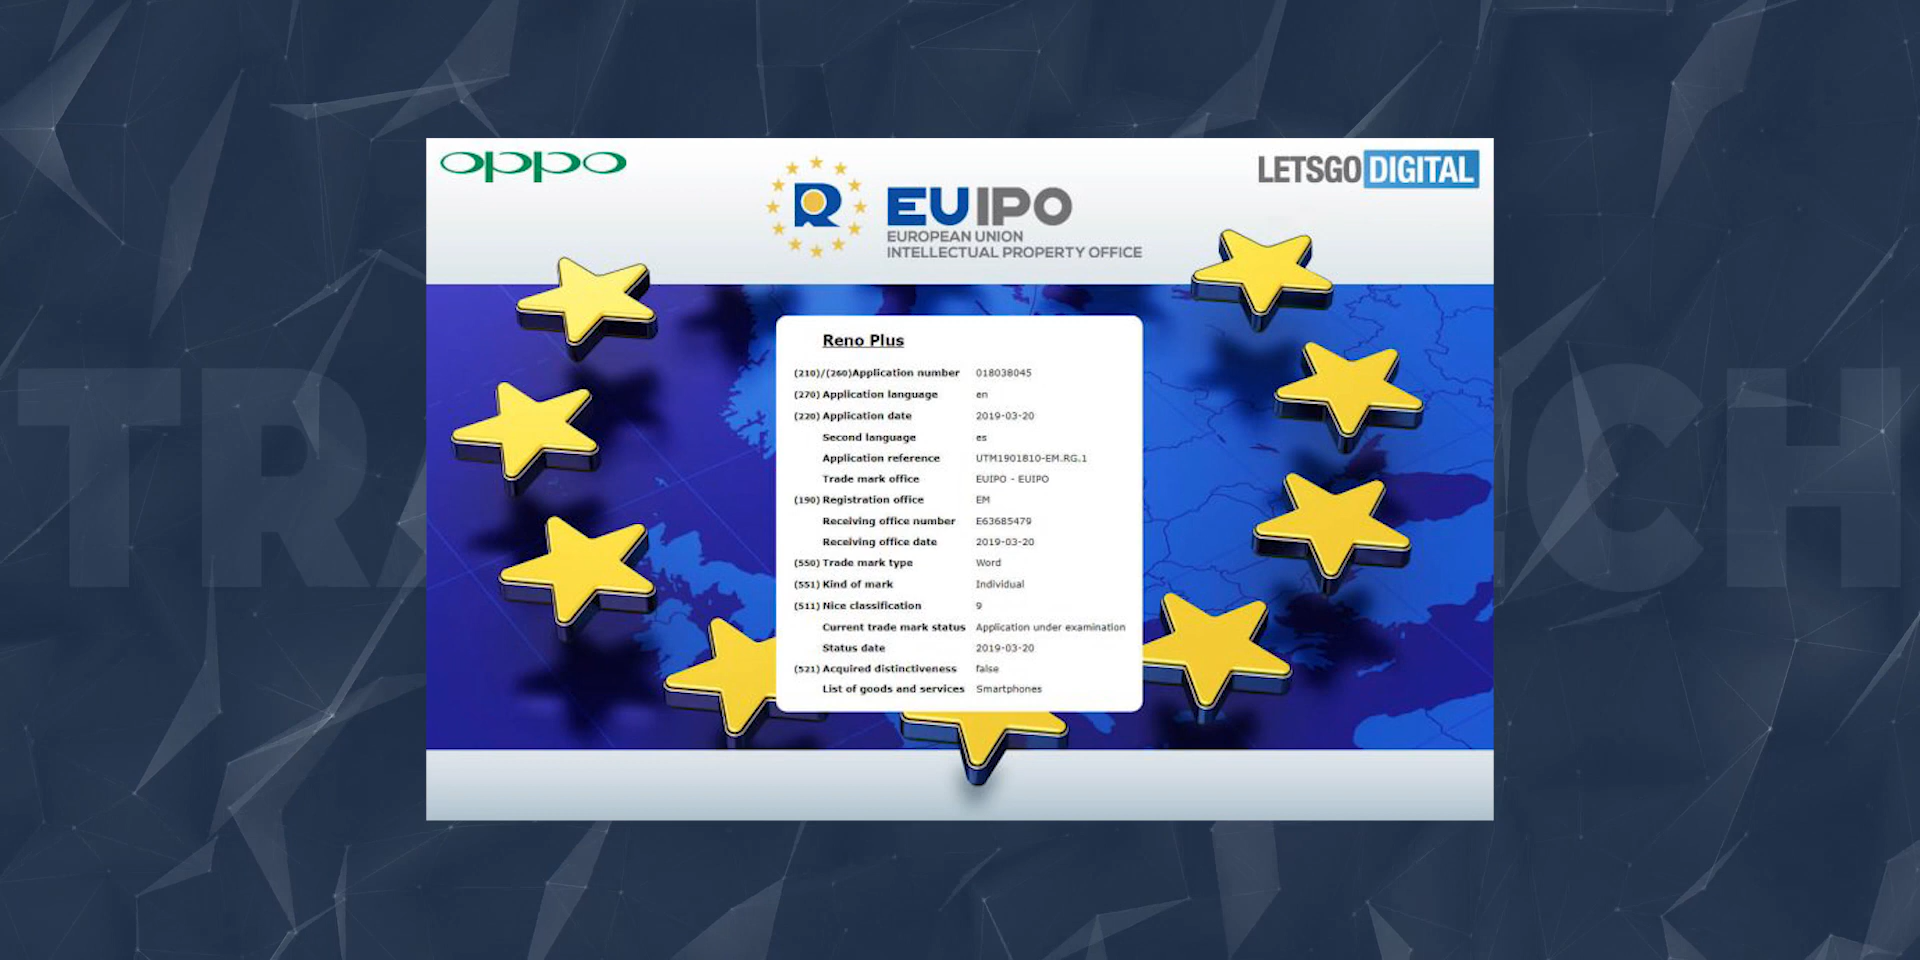 oppo
R
EUIPO
EUROPEAN UNION
INTELLECTUAL PROPERTY OFFICE
LETSGODIGITAL
Reno Plus
(210)/(260)Application number 018038045
(270) Application language en
(220) Application date 2019-03-20
Second language es
Application reference UTM1901810-EM.RG.1
Trade mark office EUIPO - EUIPO
(190) Registration office EM
Receiving office number E63685479
Receiving office date 2019-03-20
(550) Trade mark type Word
(551) Kind of mark Individual
(511) Nice classification 9
Current trade mark status Application under examination
Status date 2019-03-20
(521) Acquired distinctiveness false
List of goods and services Smartphones